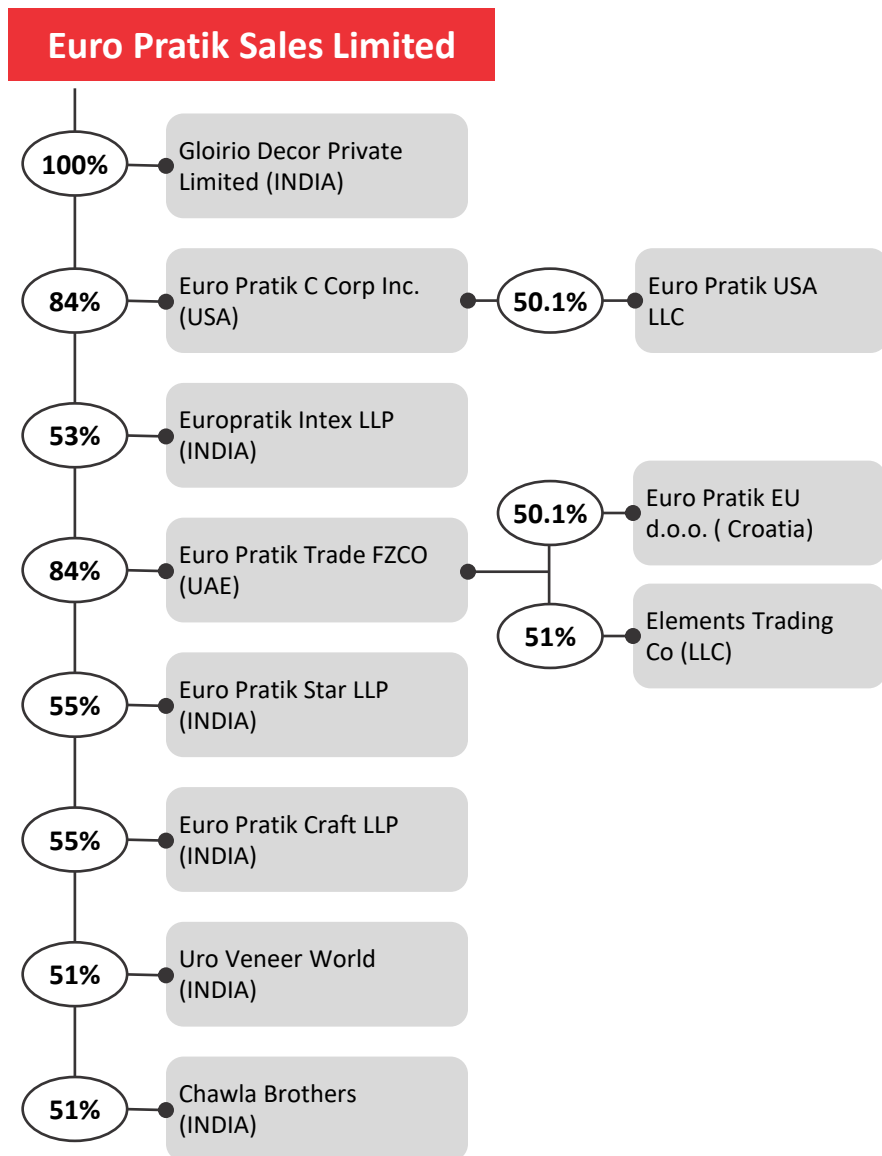 Euro Pratik Sales Limited
100%
Gloirio Decor Private
Limited (INDIA)
84%
Euro Pratik C Corp Inc.
(USA)
50.1%
Euro Pratik USA
LLC
53%
Europratik Intex LLP
(INDIA)
84%
Euro Pratik Trade FZCO
(UAE)
50.1%
Euro Pratik EU
d.o.o. ( Croatia)
51%
Elements Trading
Co (LLC)
55%
Euro Pratik Star LLP
(INDIA)
55%
Euro Pratik Craft LLP
(INDIA)
51%
Uro Veneer World
(INDIA)
51%
Chawla Brothers
(INDIA)